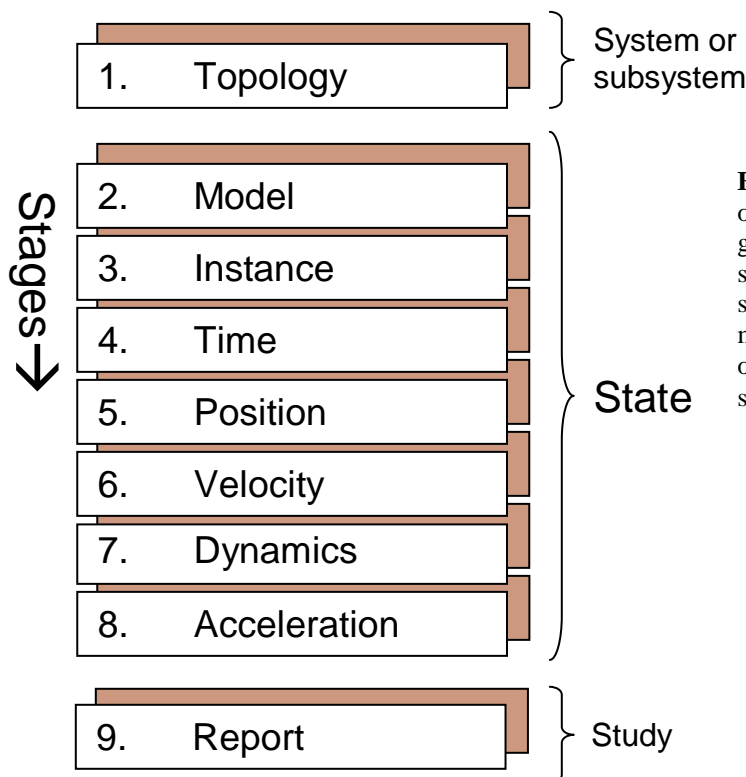 1. Topology
System or
subsystem
Stages→
2. Model
3. Instance
4. Time
5. Position
6. Velocity
7. Dynamics
8. Acceleration
State
9. Report
Study